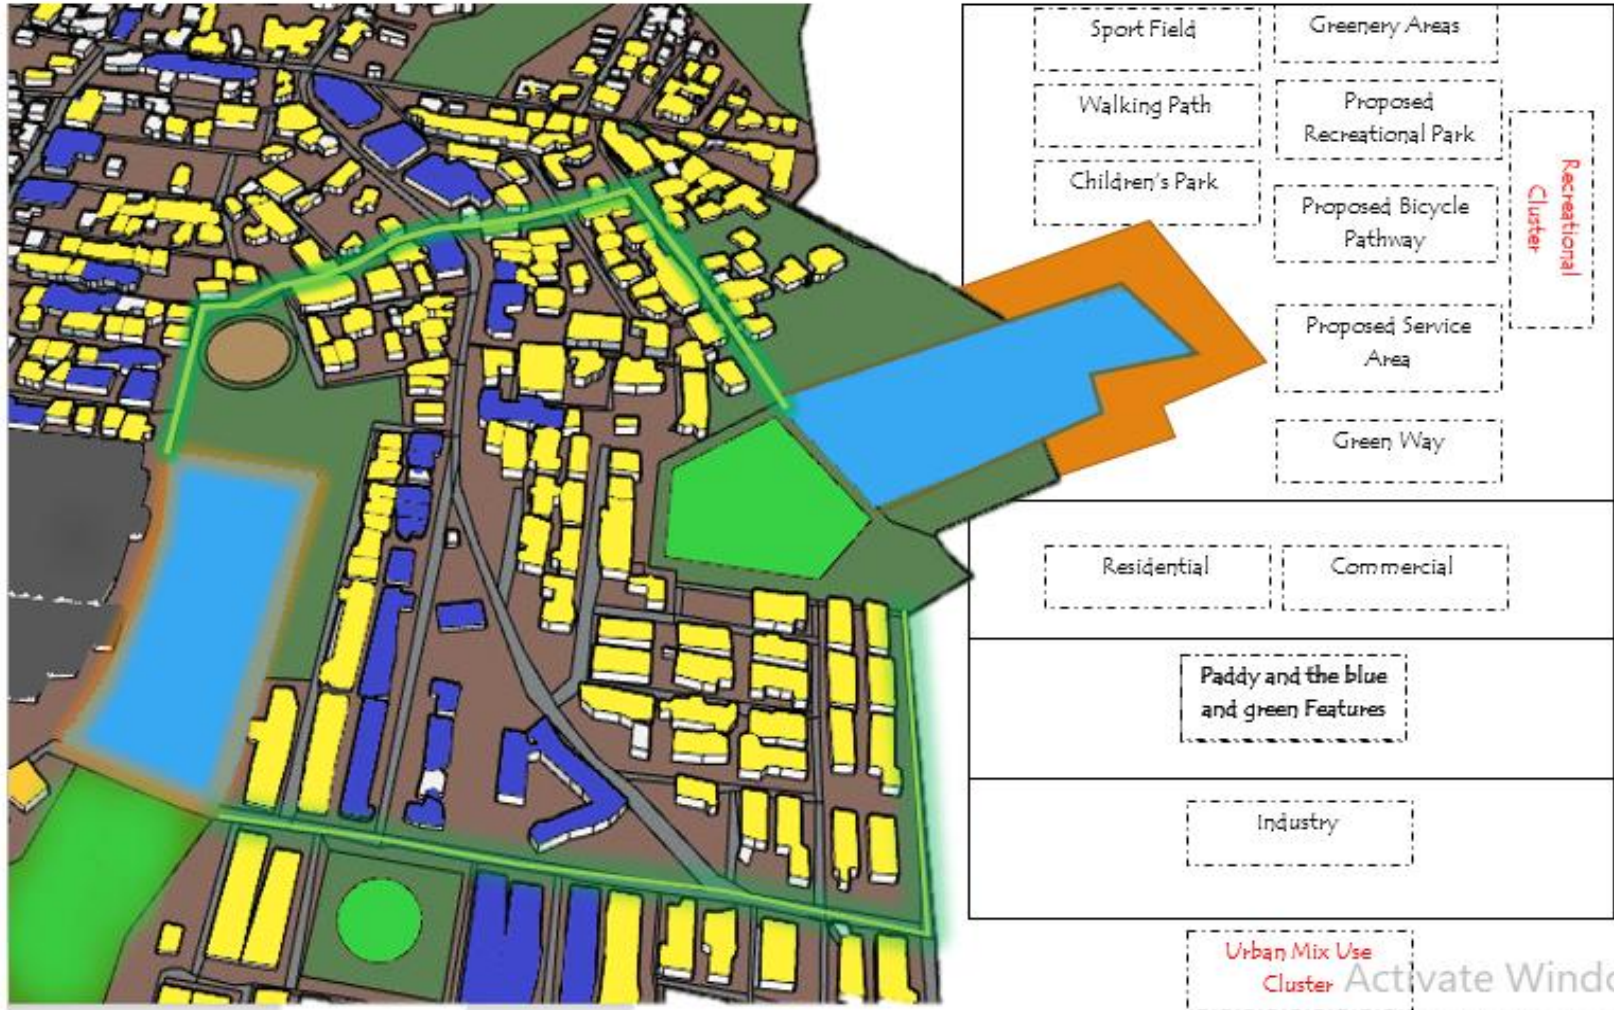 Sport Field
Greenery Areas
Walking Path
Proposed
Recreational Park
Children's Park
Proposed Bicycle
Pathway
Recreational
Cluster
Proposed Service
Area
Green Way
Residential
Commercial
Paddy and the blue
and green Features
Industry
Urban Mix Use
Cluster
Activate Windo